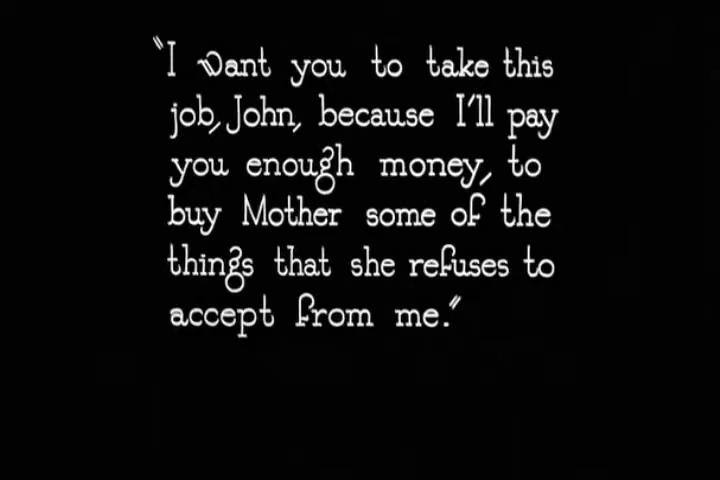 "I want you to take this
job, John, because I'll pay
you enough money, to
buy Mother some of the
things that she refuses to
accept from me."